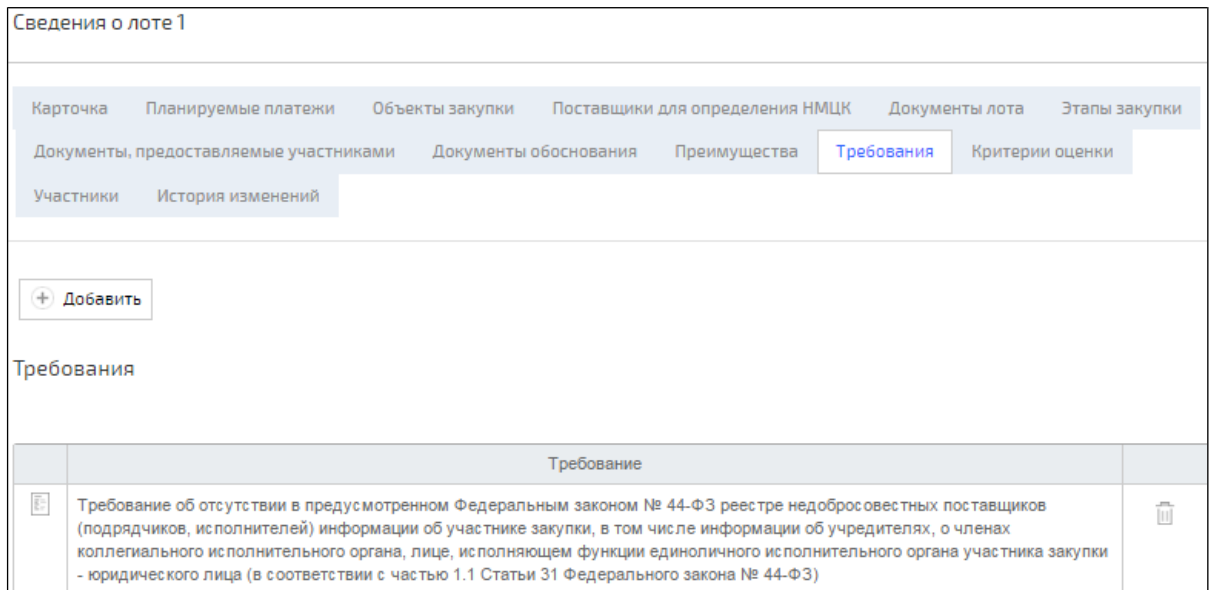 Сведения о лоте 1
Карточка Планируемые платежи Объекты закупки Поставщики для определения НМЦК Документы лота Этапы закупки
Документы, предоставляемые участниками Документы обоснования Преимущества Требования Критерии оценки
Участники История изменений
Добавить
Требования
Требование
Требование об отсутствии в предусмотренном Федеральным законом № 44-ФЗ реестре недобросовестных поставщиков
(подрядчиков, исполнителей) информации об участнике закупки, в том числе информации об учредителях, о членах
коллегиального исполнительного органа, лице, исполняющем функции единоличного исполнительного органа участника закупки
- юридического лица (в соответствии с частью 1.1 Статьи 31 Федерального закона № 44-ФЗ)